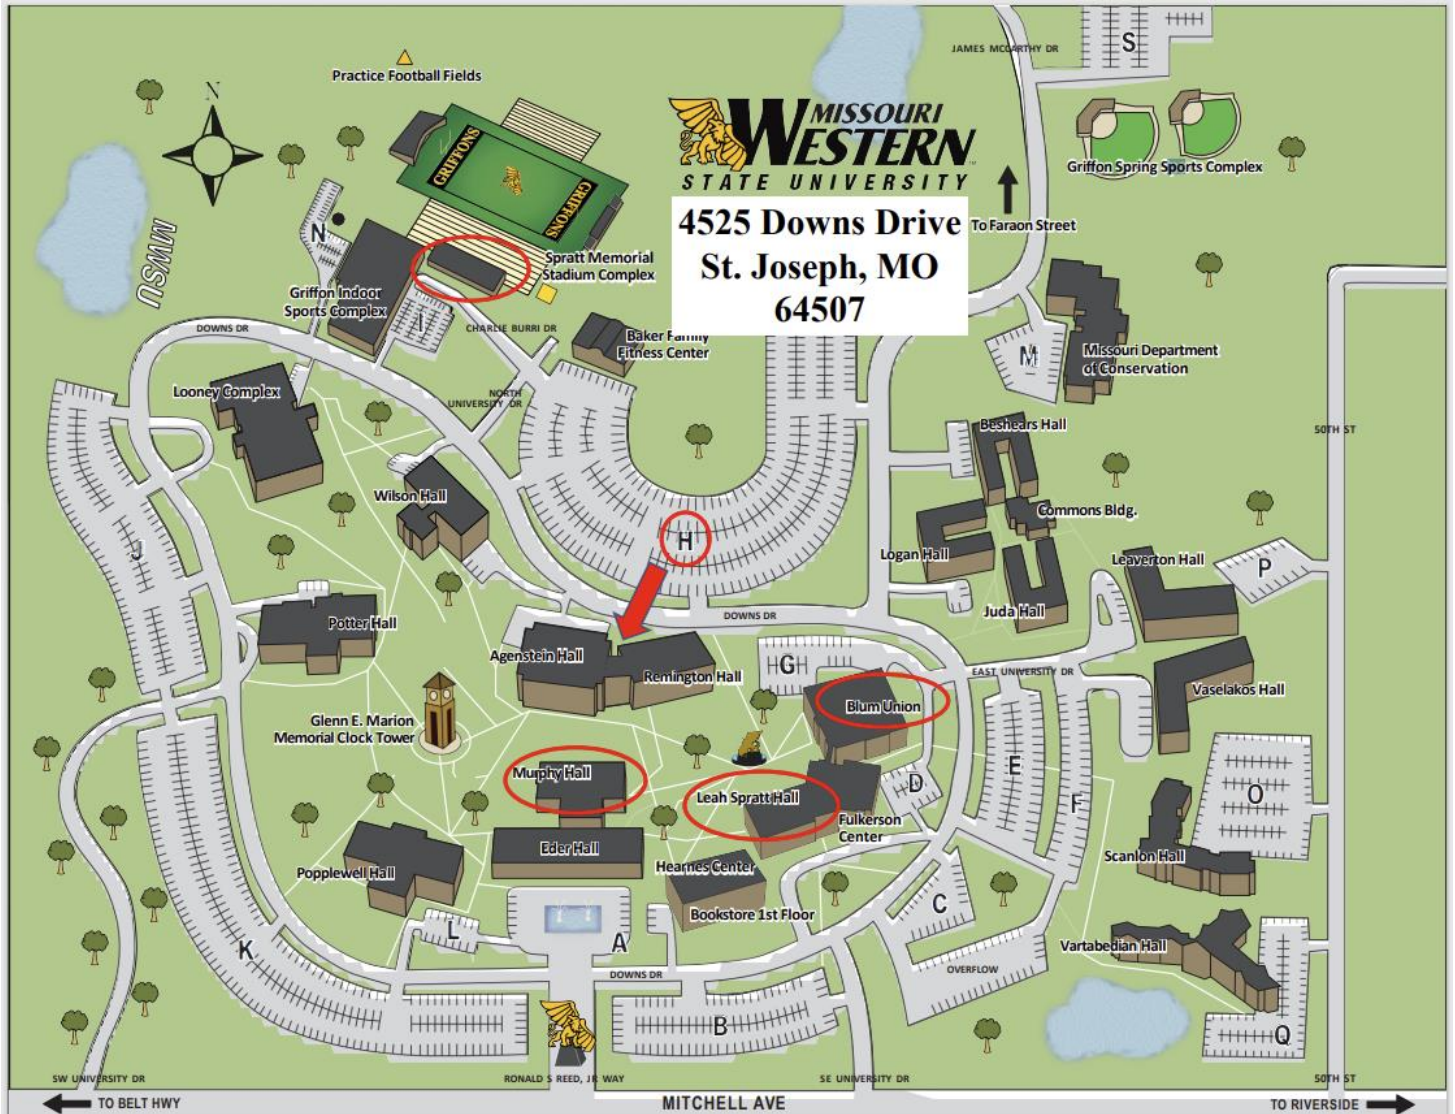 JAMES MCCARTHY DR
S
Practice Football Fields
N
MISSOURI
WESTERN
STATE UNIVERSITY
GRIFFONS
GRIFFONS
Griffon Spring Sports Complex
4525 Downs Drive
St. Joseph, MO
64507
To Faraon Street
MWSU
N
Spratt Memorial
Stadium Complex
Griffon Indoor
Sports Complex
I
DOWNS DR
CHARLIE BURRI DR
Baker Family
Fitness Center
M
Missouri Department
of Conservation
Looney Complex
NORTH
UNIVERSITY DR
Beshears Hall
50TH ST
Wilson Hall
Commons Bldg.
H
J
Logan Hall
Leaverton Hall
P
Juda Hall
Potter Hall
DOWNS DR
Agenstein Hall
Remington Hall
G
EAST UNIVERSITY DR
Vaselakos Hall
Blum Union
Glenn E. Marion
Memorial Clock Tower
Murphy Hall
E
D
Leah Spratt Hall
F
O
Fulkerson
Center
Eder Hall
Scanlon Hall
Popplewell Hall
Hearnes Center
Bookstore 1st Floor
C
L
A
K
Vartabedian Hall
DOWNS DR
OVERFLOW
B
Q
SW UNIVERSITY DR
RONALD S REED, JR WAY
SE UNIVERSITY DR
50TH ST
TO BELT HWY
MITCHELL AVE
TO RIVERSIDE